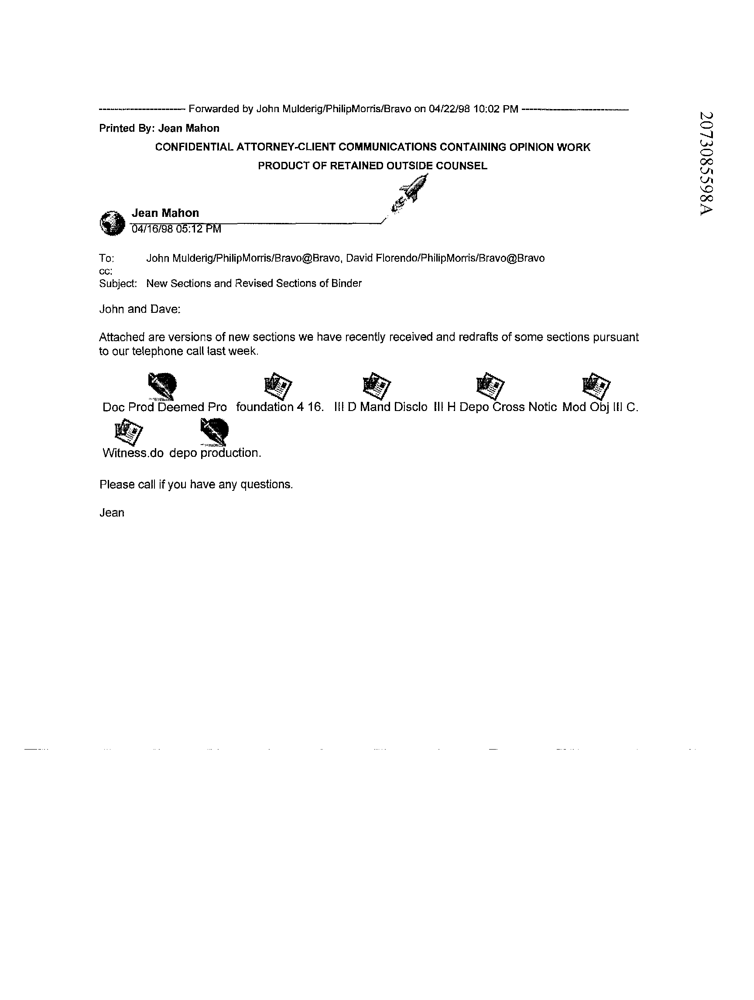 ----------------------- Forwarded by John Mulderig/PhilipMorris/Bravo on 04/22/98 10:02 PM ---------------------------
Printed By: Jean Mahon
CONFIDENTIAL ATTORNEY-CLIENT COMMUNICATIONS CONTAINING OPINION WORK
PRODUCT OF RETAINED OUTSIDE COUNSEL
Jean Mahon
04/16/98 05:12 PM
To: John Mulderig/PhilipMorris/Bravo@Bravo, David Florendo/PhilipMorris/Bravo@Bravo
cc:
Subject: New Sections and Revised Sections of Binder
John and Dave:
Attached are versions of new sections we have recently received and redrafts of some sections pursuant
to our telephone call last week.
Doc Prod Deemed Pro foundation 4 16. III D Mand Disclo III H Depo Cross Notic Mod Obj III C.
Witness.do depo production.
Please call if you have any questions.
Jean
2073085598A